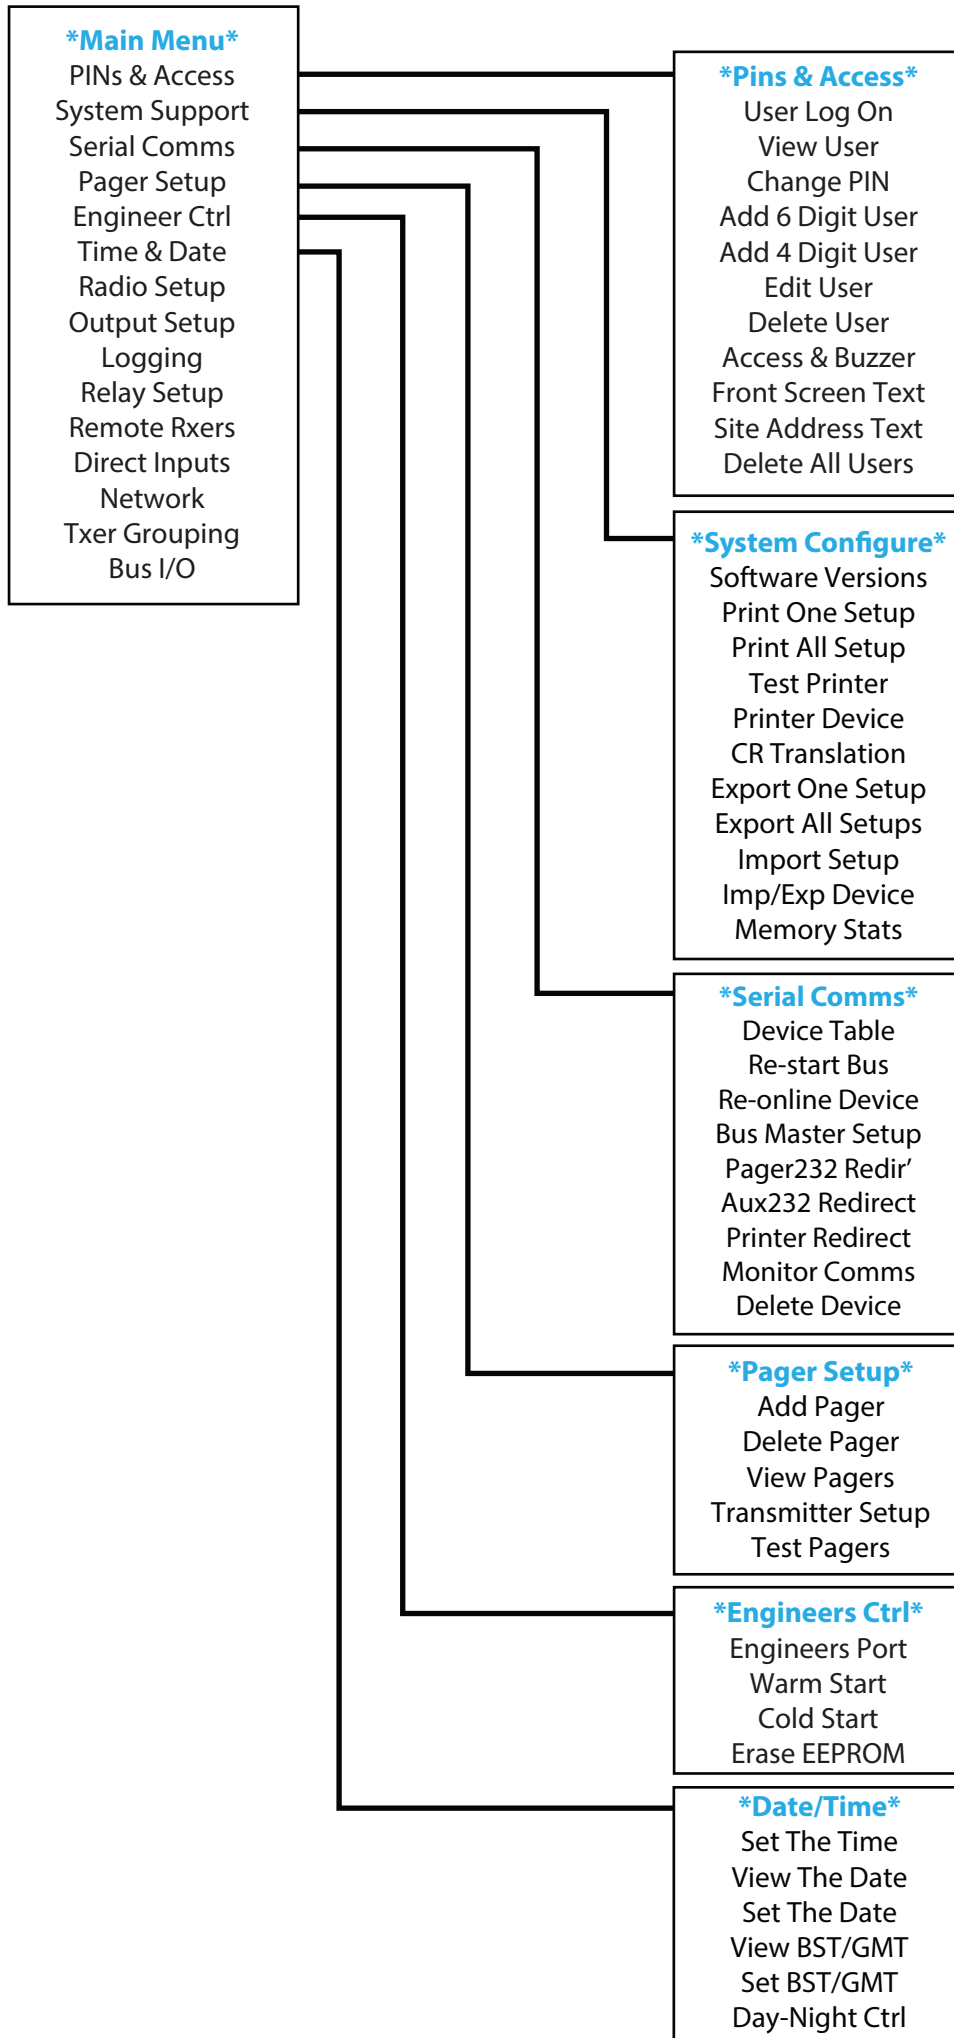 *Main Menu*
PINs & Access
System Support
Serial Comms
Pager Setup
Engineer Ctrl
Time & Date
Radio Setup
Output Setup
Logging
Relay Setup
Remote Rxers
Direct Inputs
Network
Txer Grouping
Bus I/O
*Pins & Access*
User Log On
View User
Change PIN
Add 6 Digit User
Add 4 Digit User
Edit User
Delete User
Access & Buzzer
Front Screen Text
Site Address Text
Delete All Users
*System Configure*
Software Versions
Print One Setup
Print All Setup
Test Printer
Printer Device
CR Translation
Export One Setup
Export All Setups
Import Setup
Imp/Exp Device
Memory Stats
*Serial Comms*
Device Table
Re-start Bus
Re-online Device
Bus Master Setup
Pager232 Redir’
Aux232 Redirect
Printer Redirect
Monitor Comms
Delete Device
*Pager Setup*
Add Pager
Delete Pager
View Pagers
Transmitter Setup
Test Pagers
*Engineers Ctrl*
Engineers Port
Warm Start
Cold Start
Erase EEPROM
*Date/Time*
Set The Time
View The Date
Set The Date
View BST/GMT
Set BST/GMT
Day-Night Ctrl